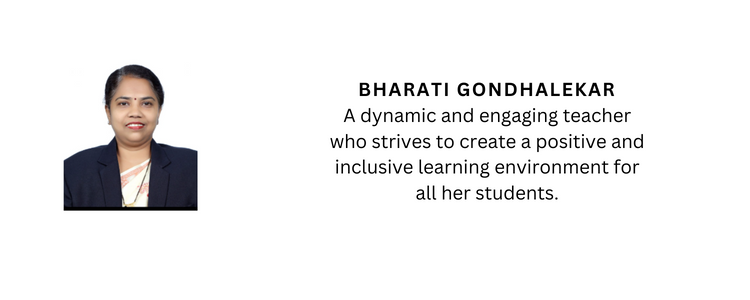 BHARATI GONDHALEKAR
A dynamic and engaging teacher
who strives to create a positive and
inclusive learning environment for
all her students.